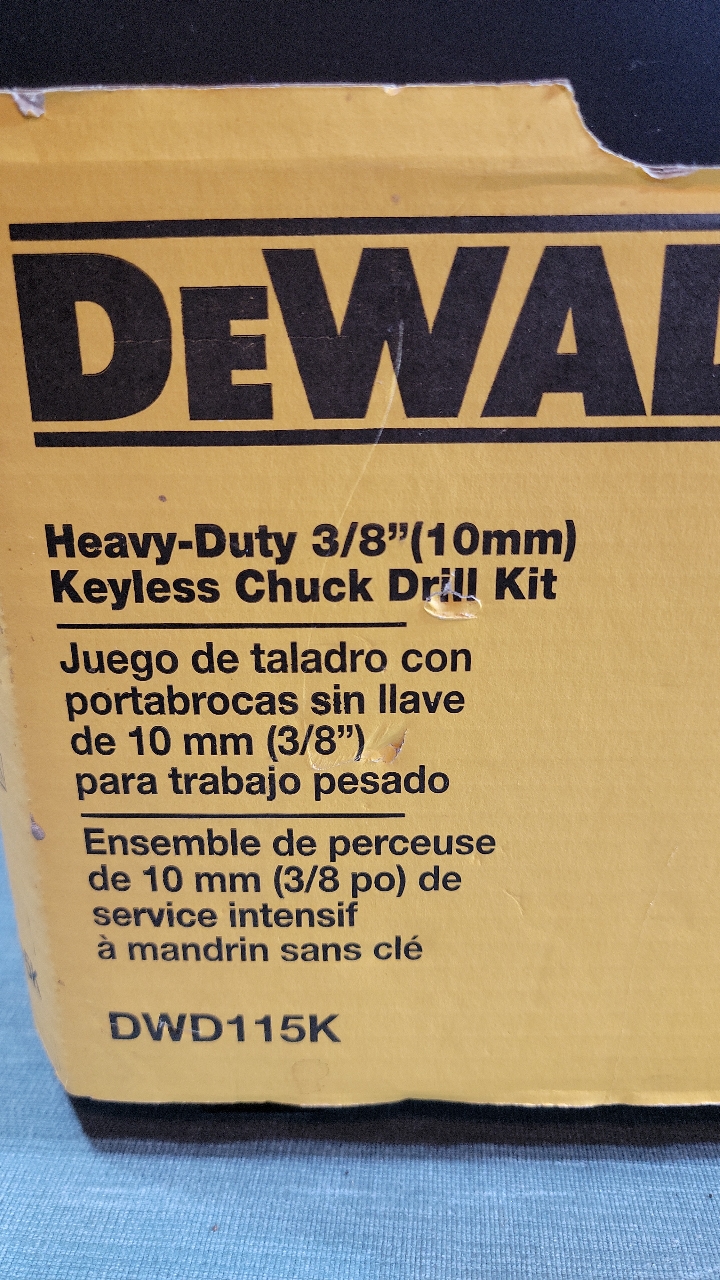 DEWAL
Heavy-Duty 3/8”(10mm)
Keyless Chuck Drill Kit
Juego de taladro con
portabrocas sin llave
de 10 mm (3/8”)
para trabajo pesado
Ensemble de perceuse
de 10 mm (3/8 po) de
service intensif
à mandrin sans clé
DWD115K